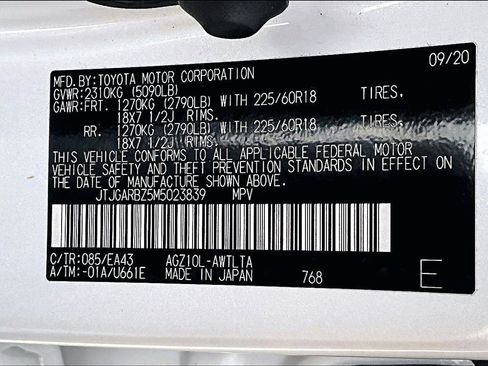 MFD.BY:TOYOTA MOTOR CORPORATION 09/20
GVWR:2310KG (5090LB)
GAWR:FRT. 1270KG (2790LB) WITH 225/60R18 TIRES,
18X7 1/2J RIMS.
RR. 1270KG (2790LB) WITH 225/60R18 TIRES,
18X7 1/2J RIMS.
THIS VEHICLE CONFORMS TO ALL APPLICABLE FEDERAL MOTOR
VEHICLE SAFETY AND THEFT PREVENTION STANDARDS IN EFFECT
ON THE DATE OF MANUFACTURE SHOWN ABOVE.
JTJGARBZ5M5023839 MPV
C/TR:085/EA43 AGZ10L-AWTLTA
A/TM:-01A/U661E MADE IN JAPAN 768 E